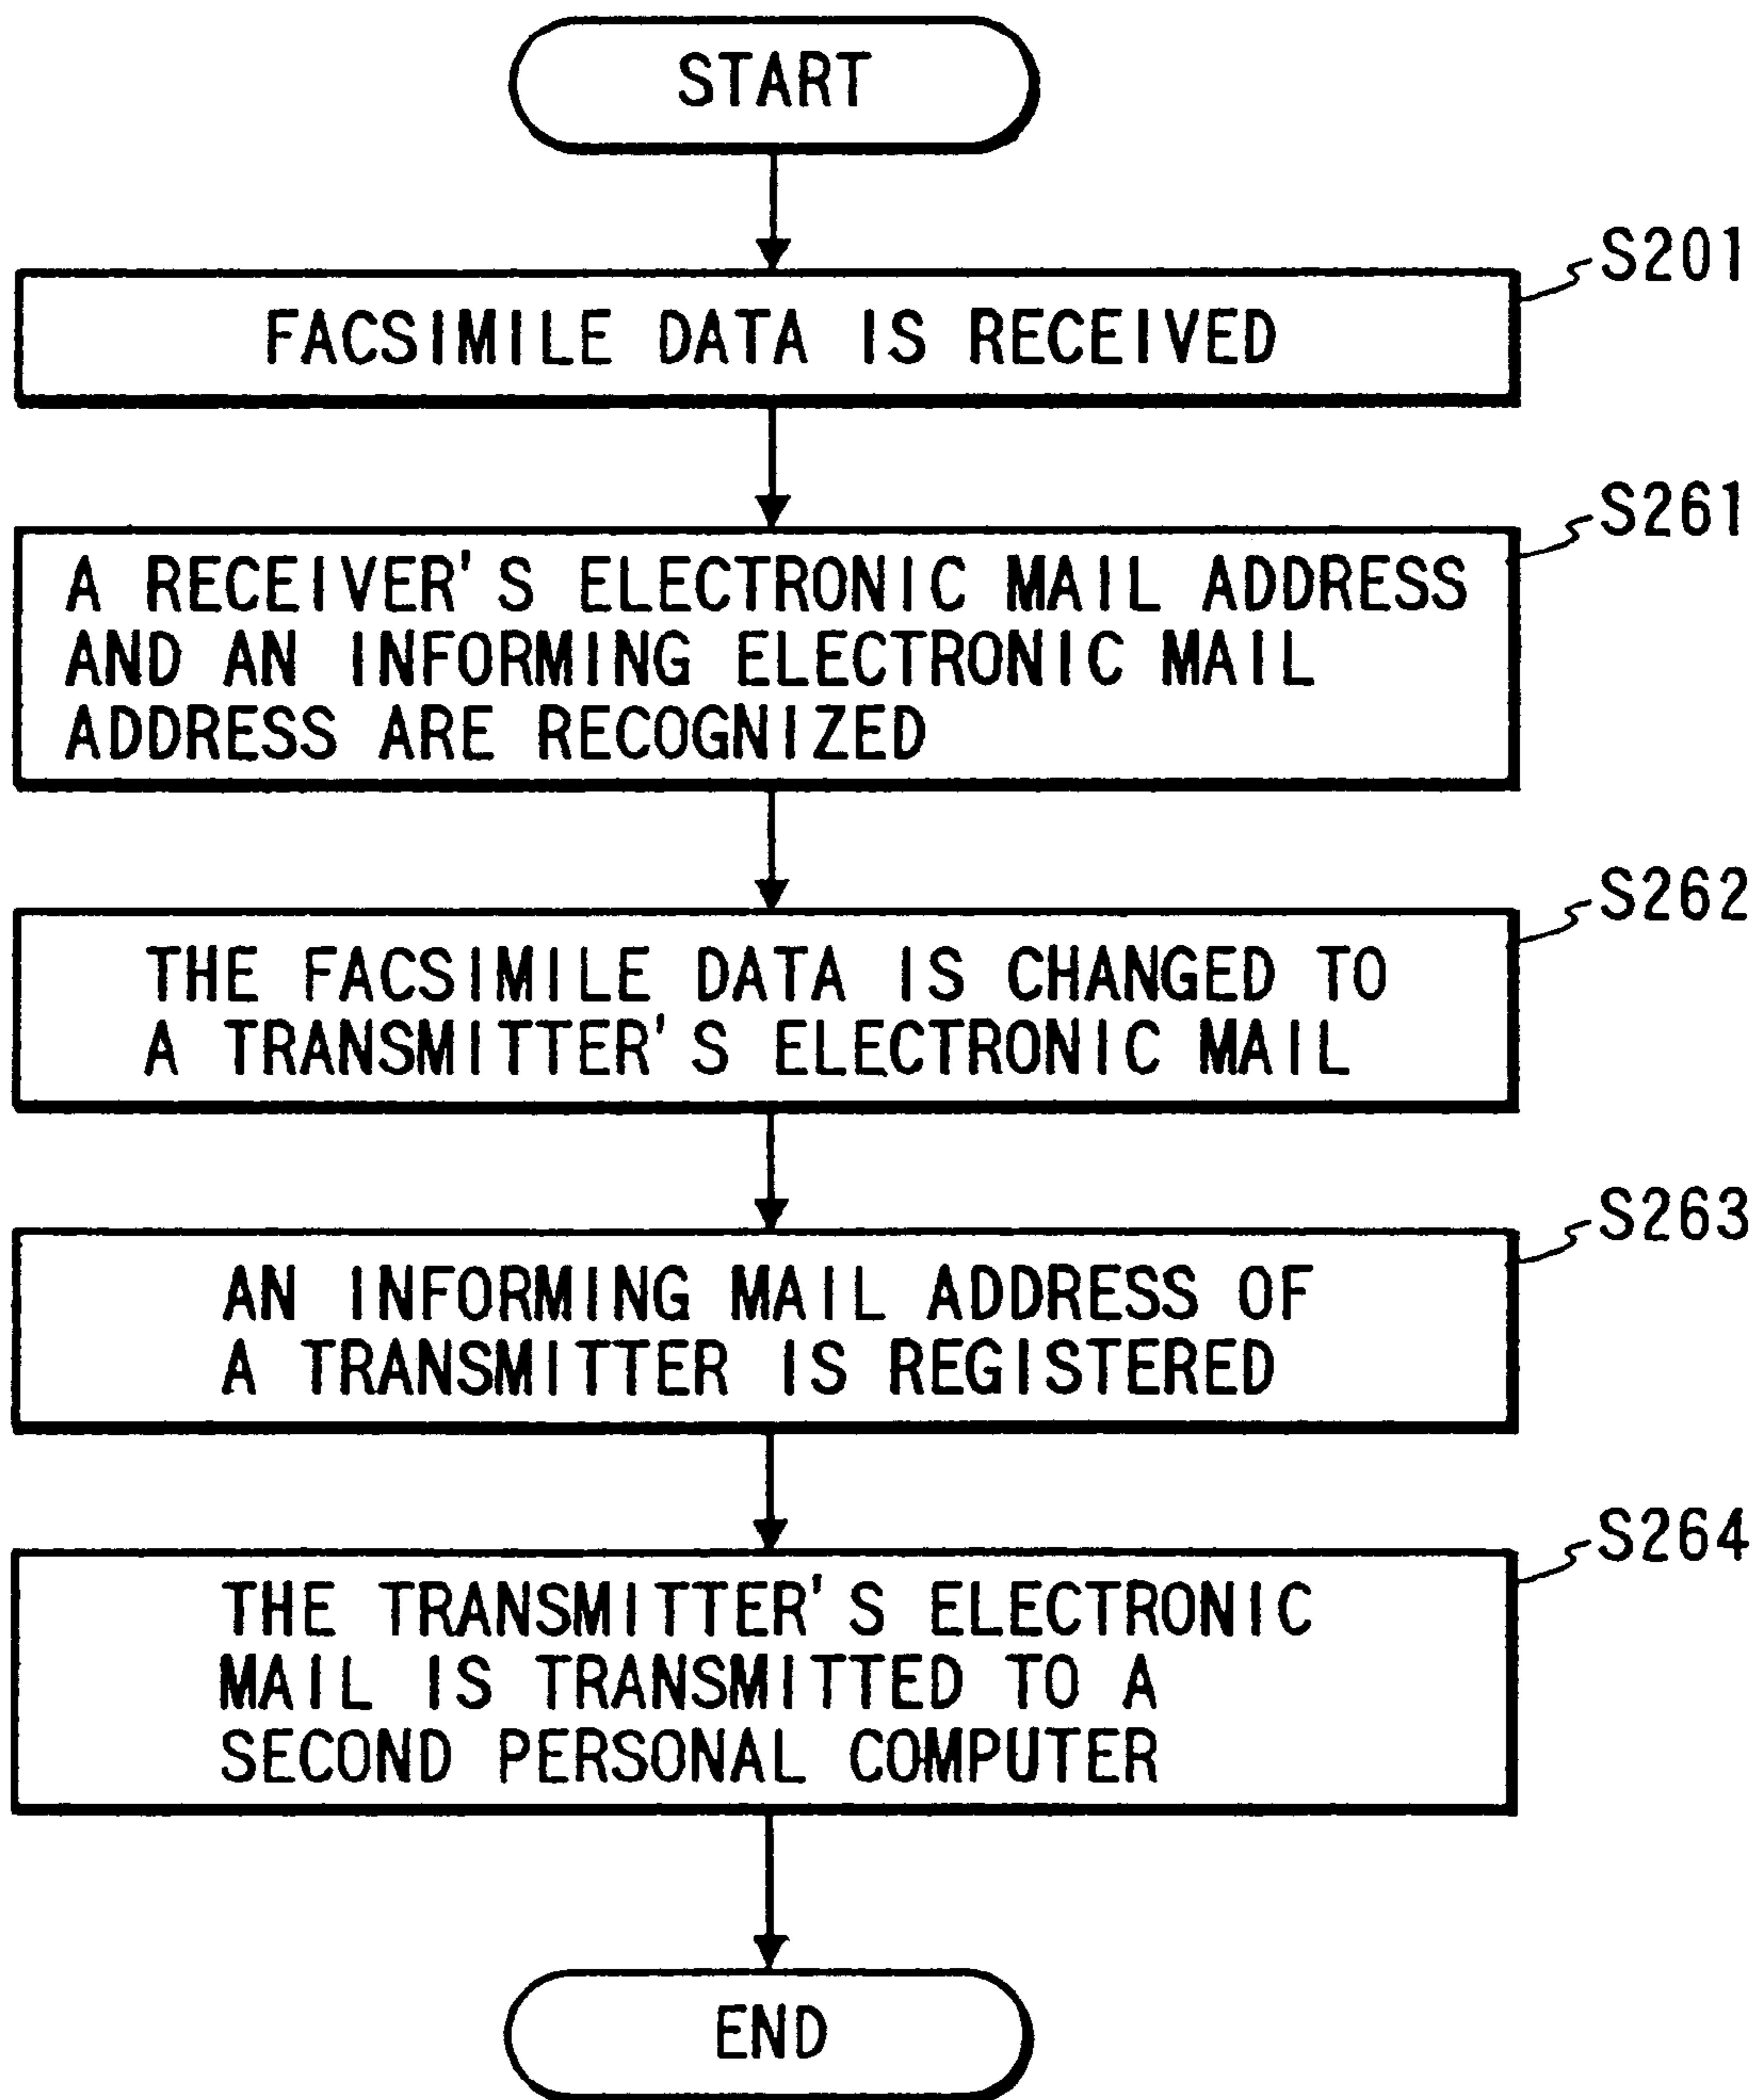 START
S201
FACSIMILE DATA IS RECEIVED
S261
A RECEIVER'S ELECTRONIC MAIL ADDRESS
AND AN INFORMING ELECTRONIC MAIL
ADDRESS ARE RECOGNIZED
S262
THE FACSIMILE DATA IS CHANGED TO
A TRANSMITTER'S ELECTRONIC MAIL
S263
AN INFORMING MAIL ADDRESS OF
A TRANSMITTER IS REGISTERED
S264
THE TRANSMITTER'S ELECTRONIC
MAIL IS TRANSMITTED TO A
SECOND PERSONAL COMPUTER
END